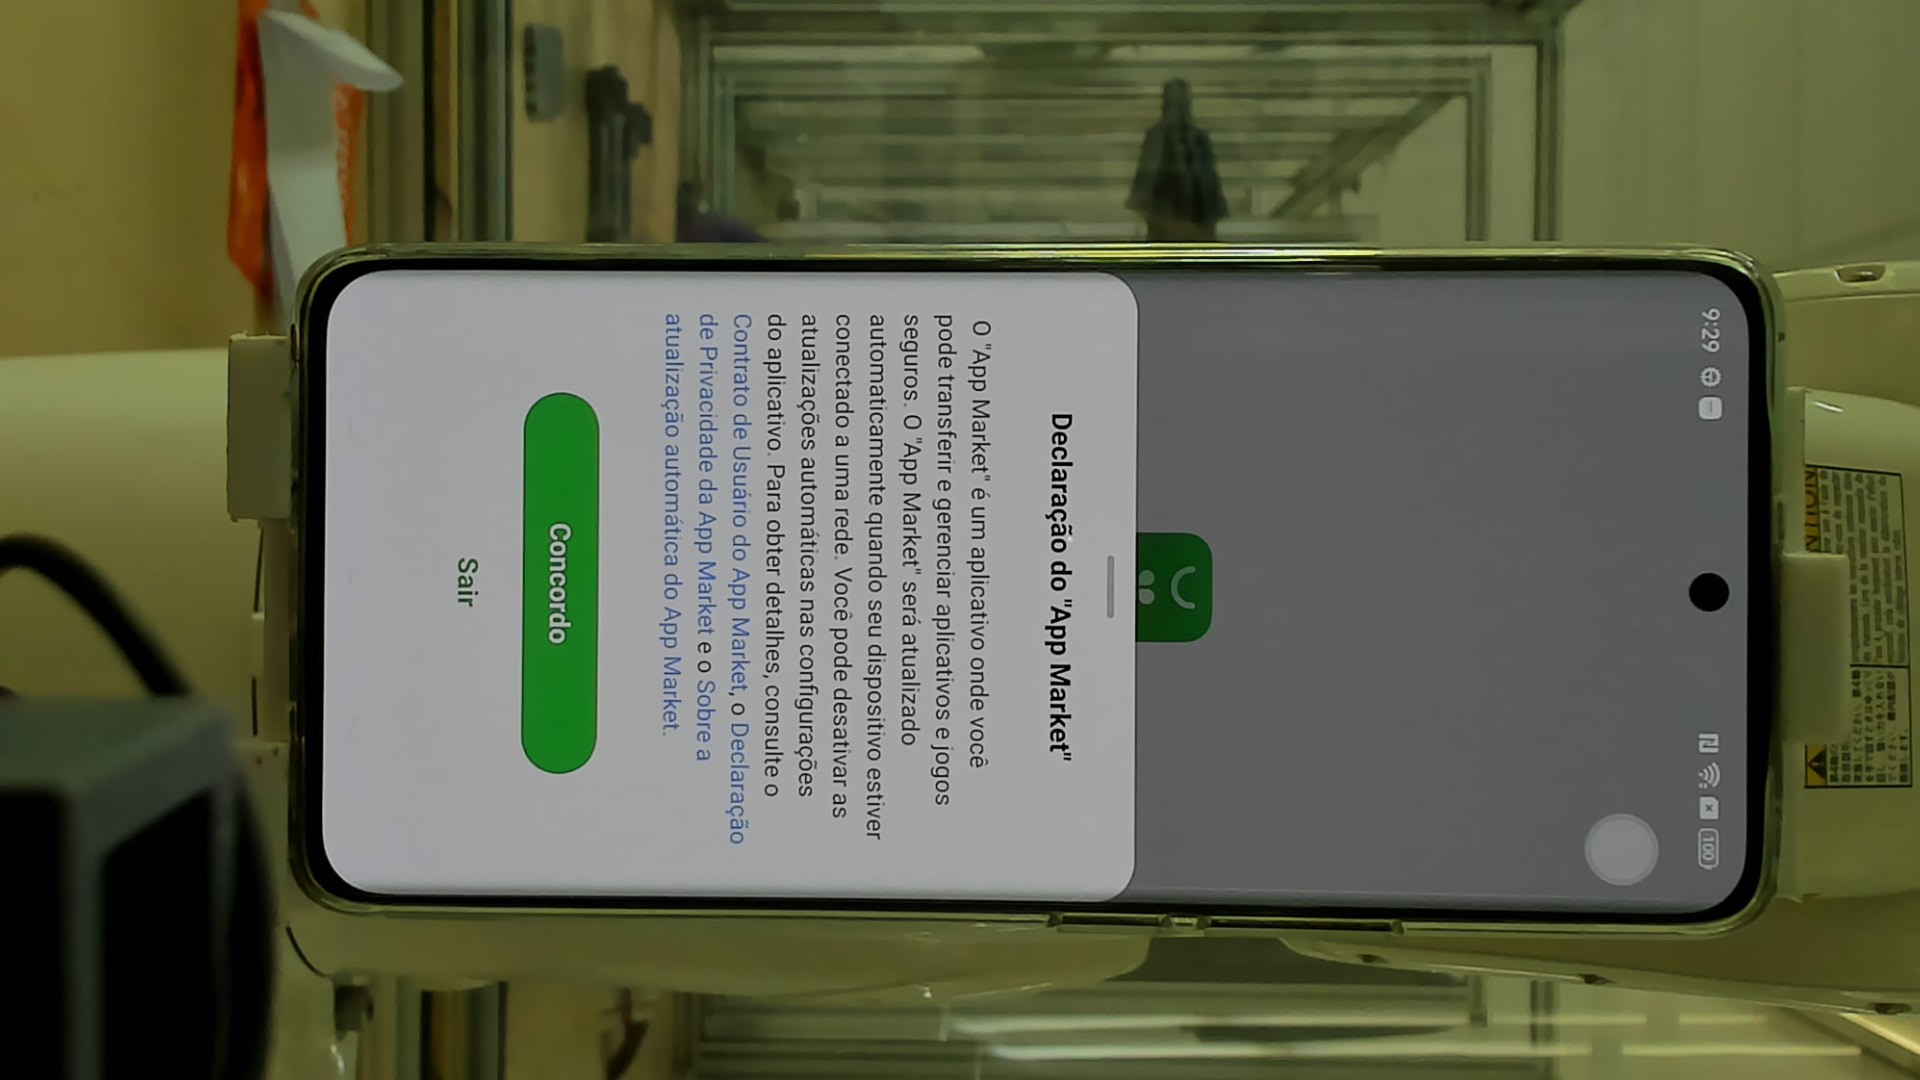 9:29
100
Declaração do "App Market"
O "App Market" é um aplicativo onde você
pode transferir e gerenciar aplicativos e jogos
seguros. O "App Market" será atualizado
automaticamente quando seu dispositivo estiver
conectado a uma rede. Você pode desativar as
atualizações automáticas nas configurações
do aplicativo. Para obter detalhes, consulte o
Contrato de Usuário do App Market, o Declaração
de Privacidade da App Market e o Sobre a
atualização automática do App Market.
Concordo
Sair